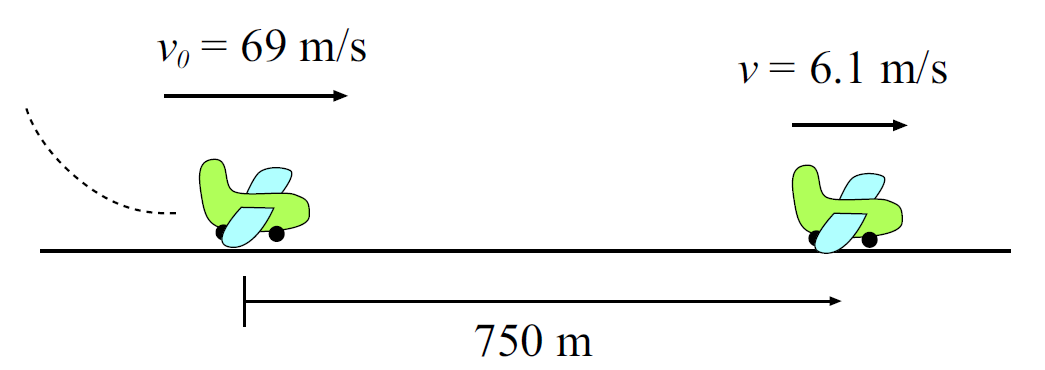 v₀ = 69 m/s
v = 6.1 m/s
750 m